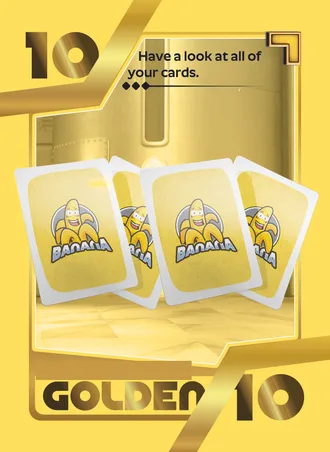 10
Have a look at all of
your cards.
BANANA
BANANA
GOLDEN
10